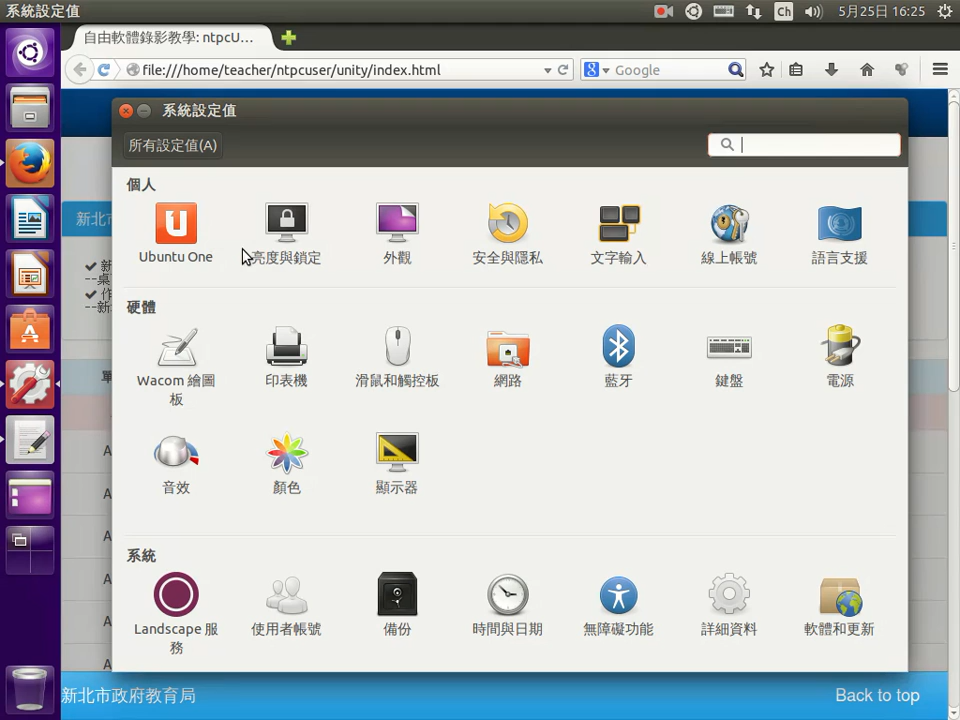 系統設定值
Ch
5月25日 16:25
自由軟體錄影教學: ntpcU...
file:///home/teacher/ntpcuser/unity/index.html
Google
系統設定值
所有設定值(A)
個人
Ubuntu One
亮度與鎖定
外觀
安全與隱私
文字輸入
線上帳號
語言支援
硬體
Wacom 繪圖
板
印表機
滑鼠和觸控板
網路
藍牙
鍵盤
電源
音效
顏色
顯示器
系統
Landscape 服
務
使用者帳號
備份
時間與日期
無障礙功能
詳細資料
軟體和更新
新北市政府教育局
Back to top